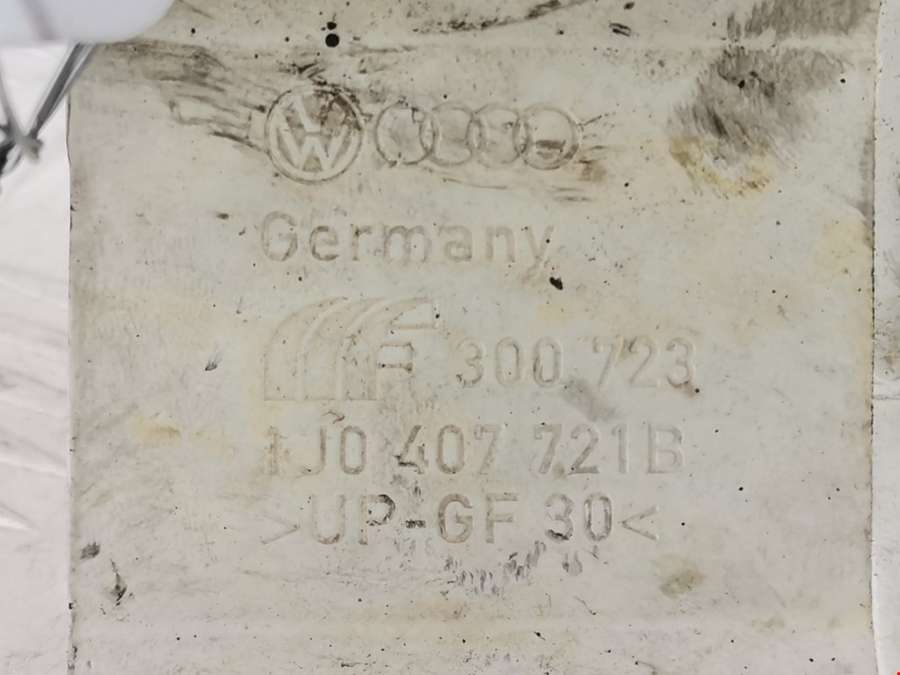 Germany
F 300 723
1J0 407 721B
>UP-GF 30<